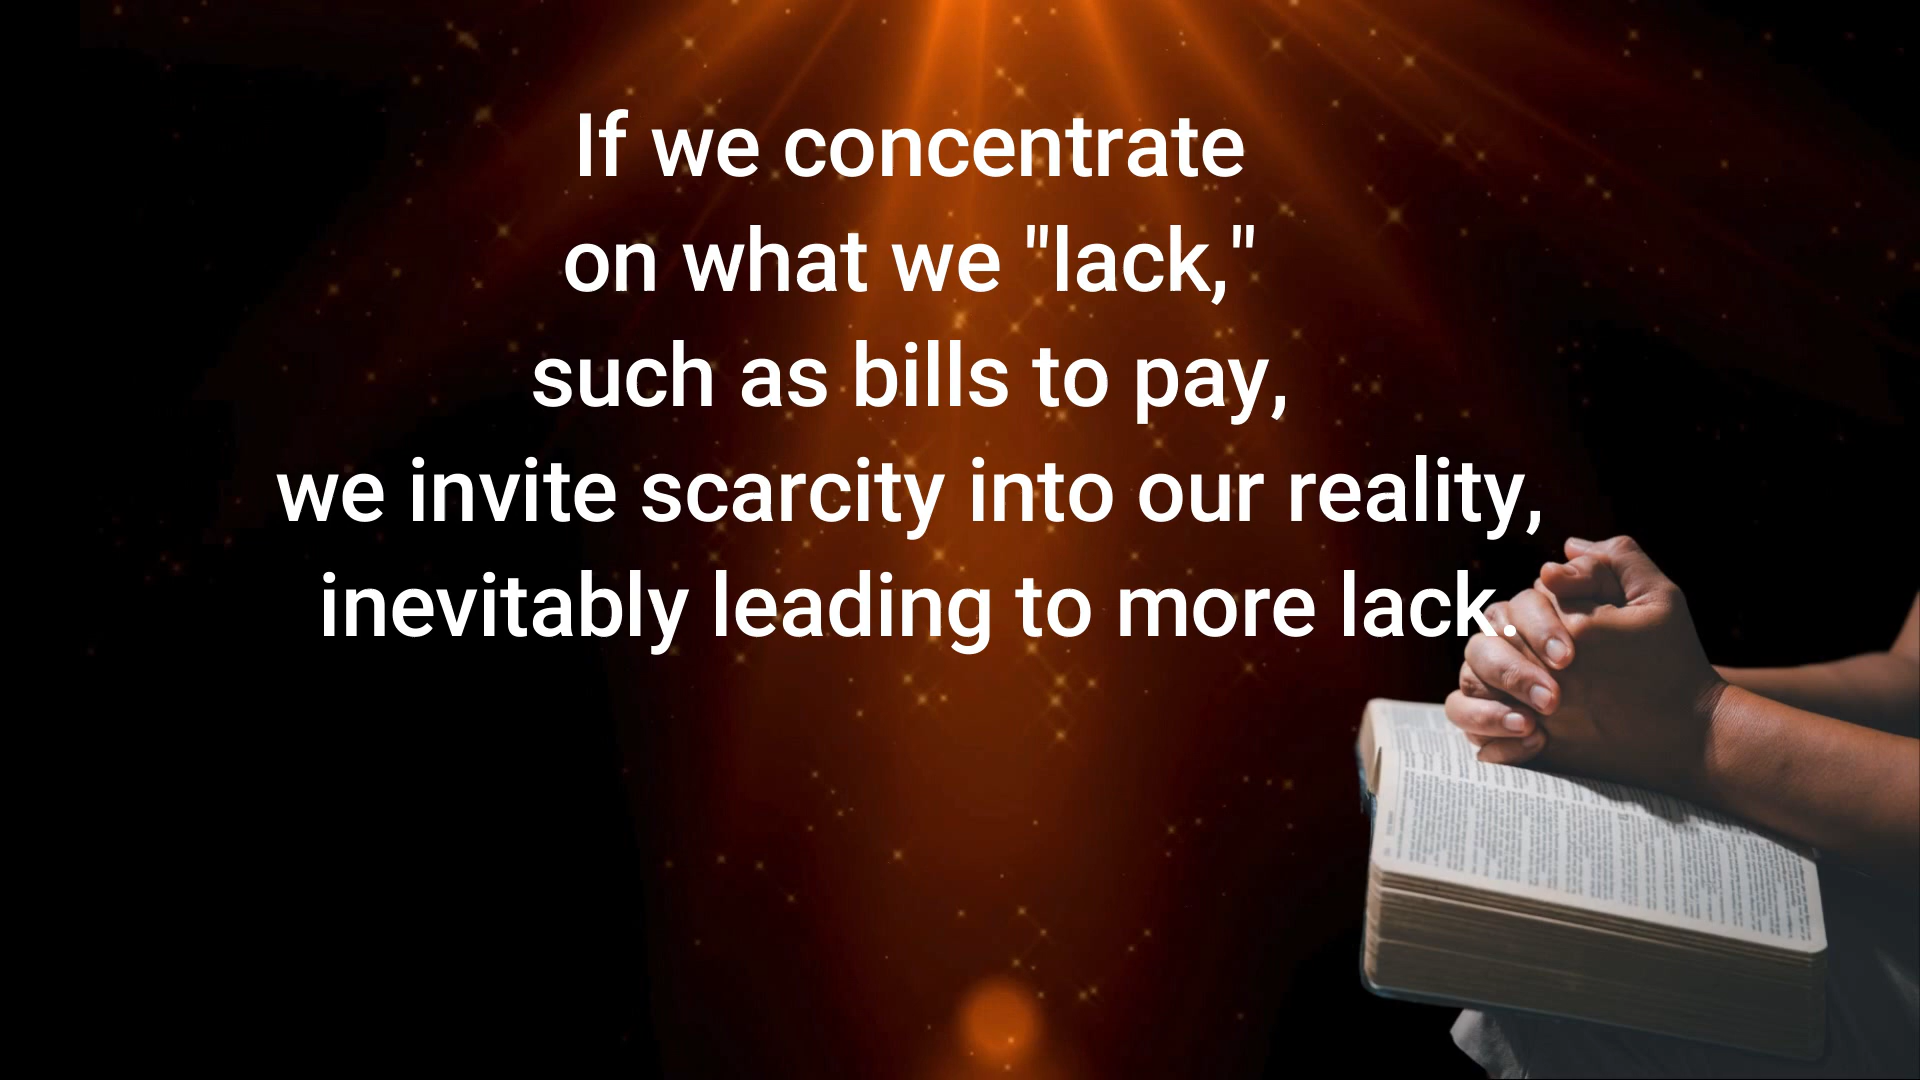 If we concentrate
on what we "lack,"
such as bills to pay,
we invite scarcity into our reality,
inevitably leading to more lack.